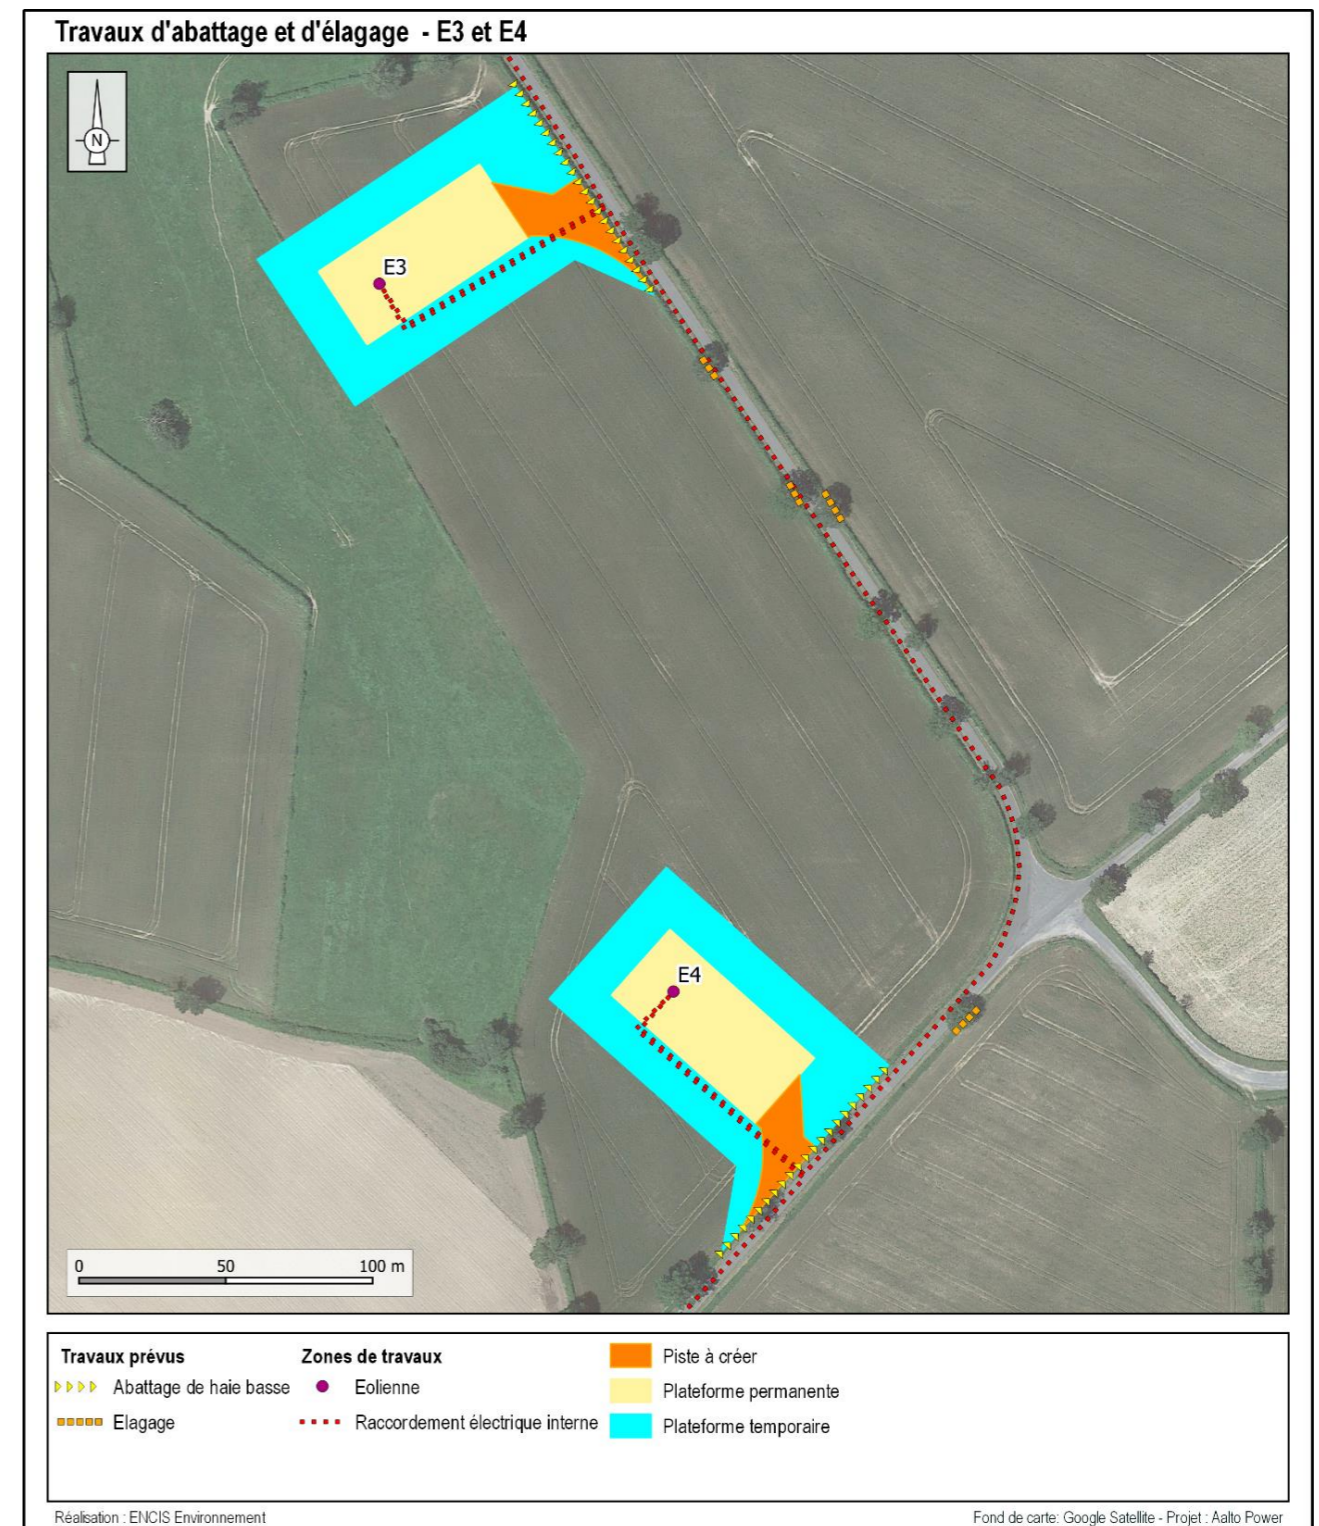 Travaux d'abattage et d'élagage - E3 et E4
N
E3
E4
0 50 100 m
Travaux prévus
Abattage de haie basse
Elagage
Zones de travaux
Eolienne
Raccordement électrique interne
Piste à créer
Plateforme permanente
Plateforme temporaire
Réalisation : ENCIS Environnement
Fond de carte: Google Satellite - Projet : Aalto Power